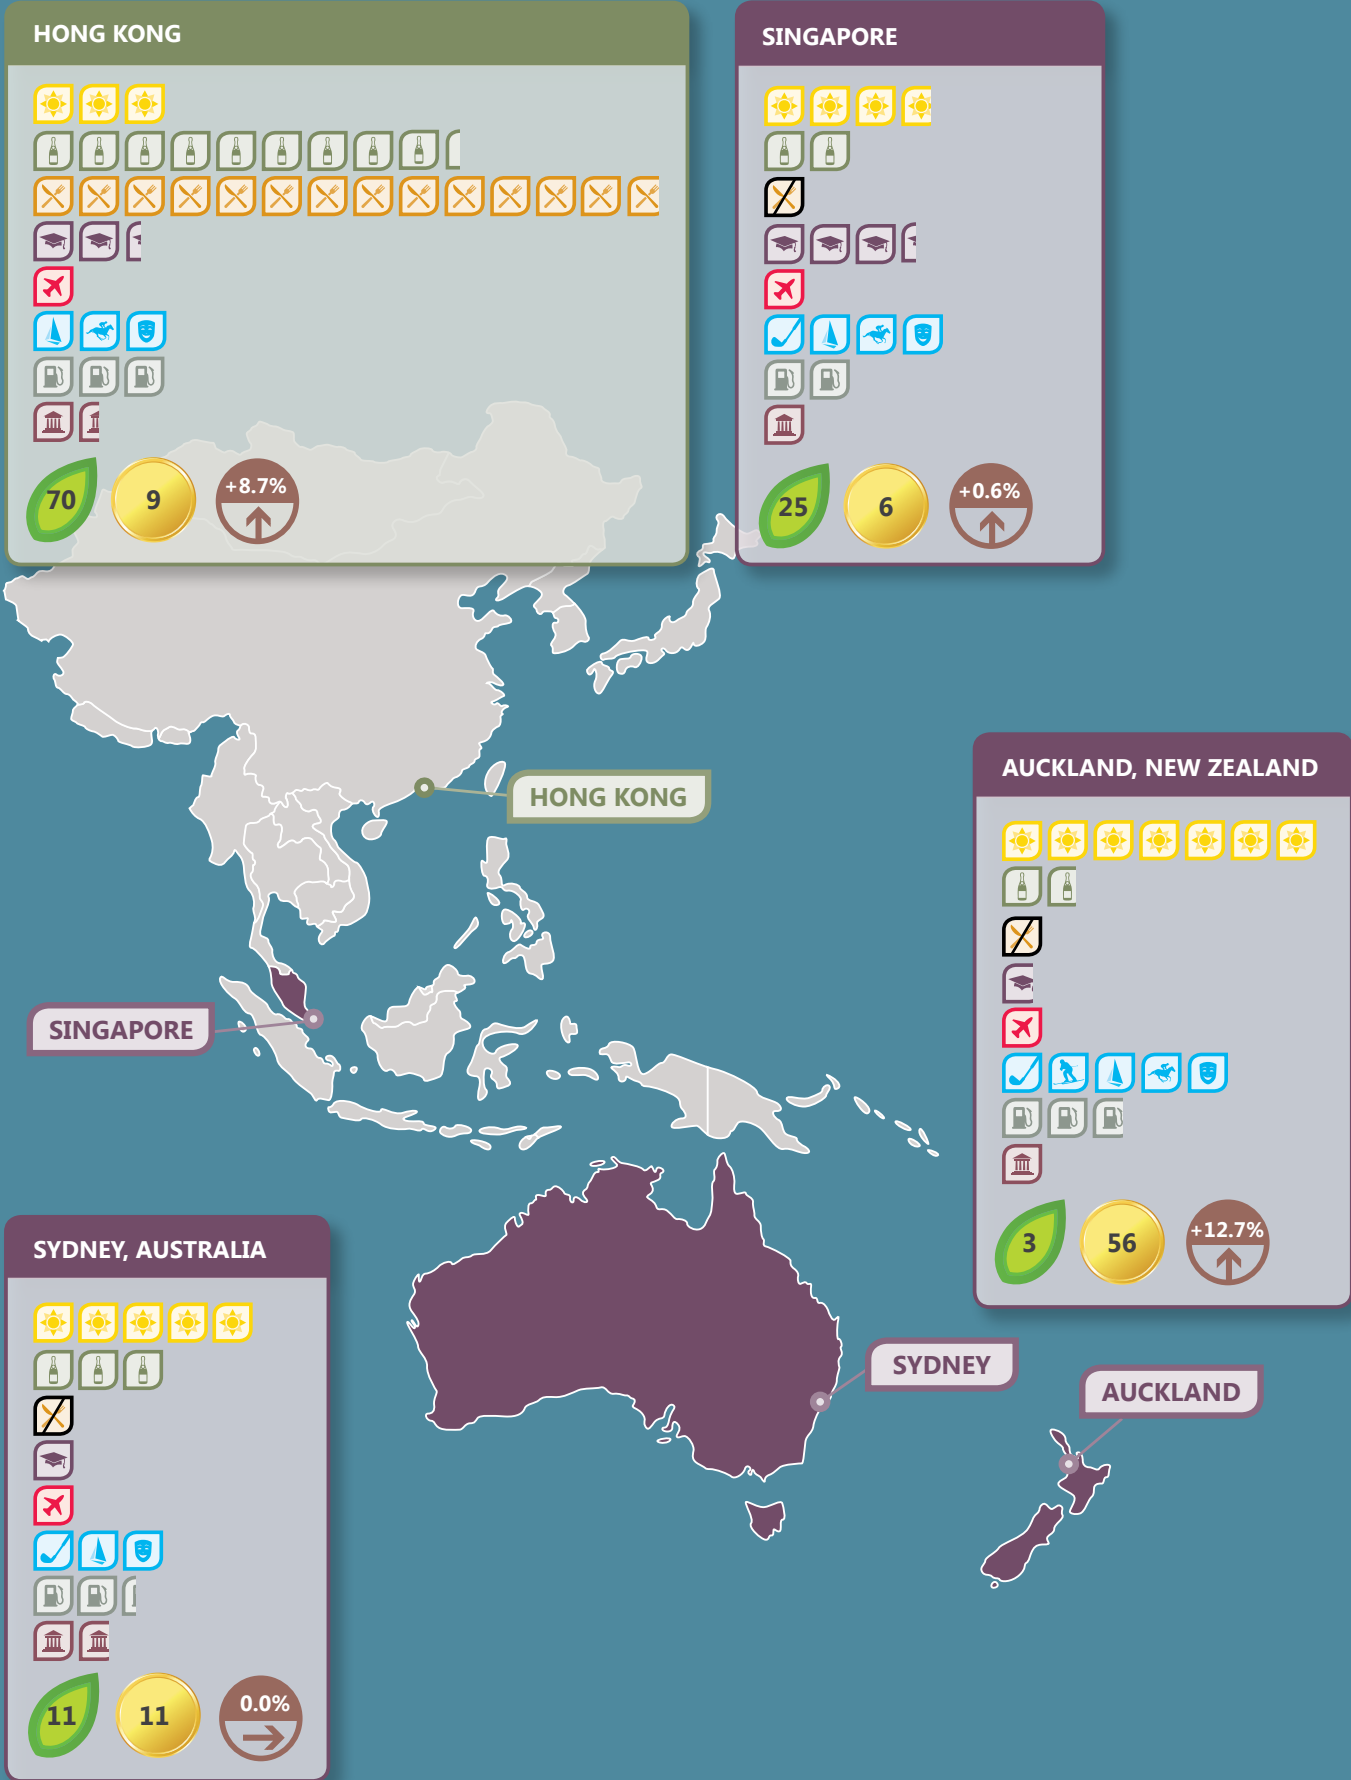 HONG KONG
70
9
+8.7%
SINGAPORE
25
6
+0.6%
HONG KONG
AUCKLAND, NEW ZEALAND
3
56
+12.7%
SINGAPORE
SYDNEY, AUSTRALIA
11
11
0.0%
SYDNEY
AUCKLAND